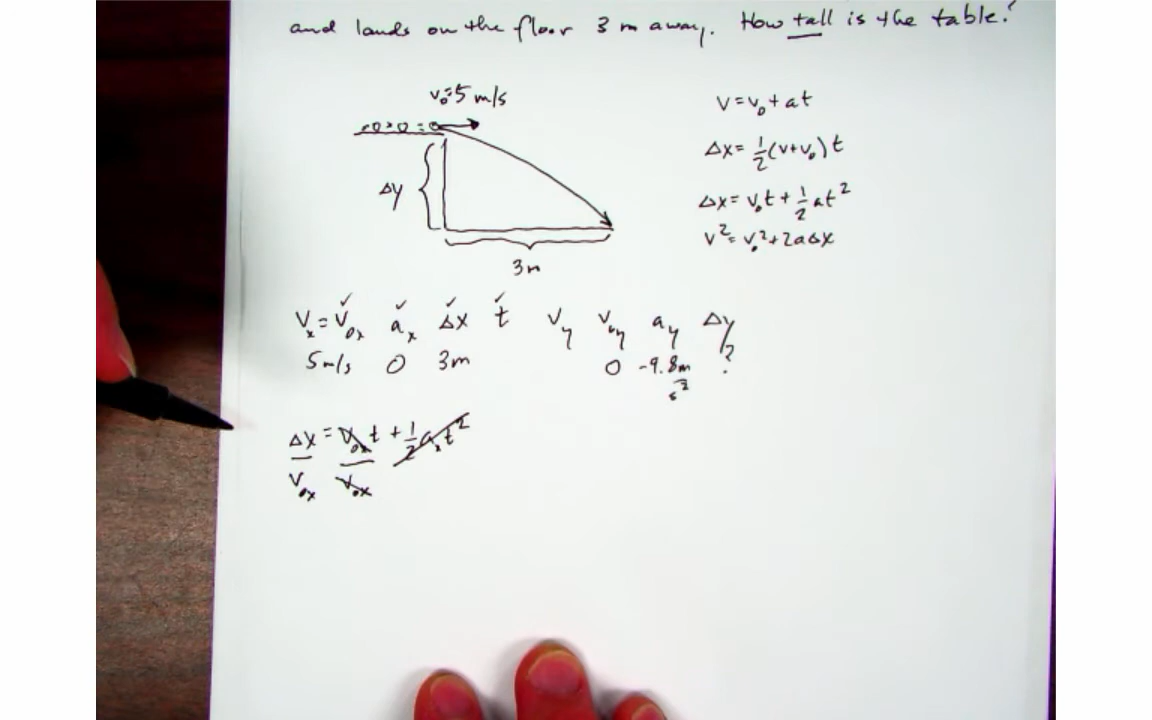 and lands on the floor 3 m away. How tall is the table?
v₀=5 m/s
Δy
3m
v=v₀+at
Δx=½(v+v₀)t
Δx=v₀t+½at²
v²=v₀²+2aΔx
✓ ✓ ✓ ✓
vₓ=v₀ₓ aₓ Δx t v_y v₀y a_y Δy
5m/s 0 3m 0 -9.8m/s² ?
Δx=v₀ₓt+½aₓt²
v₀ₓ v₀ₓ